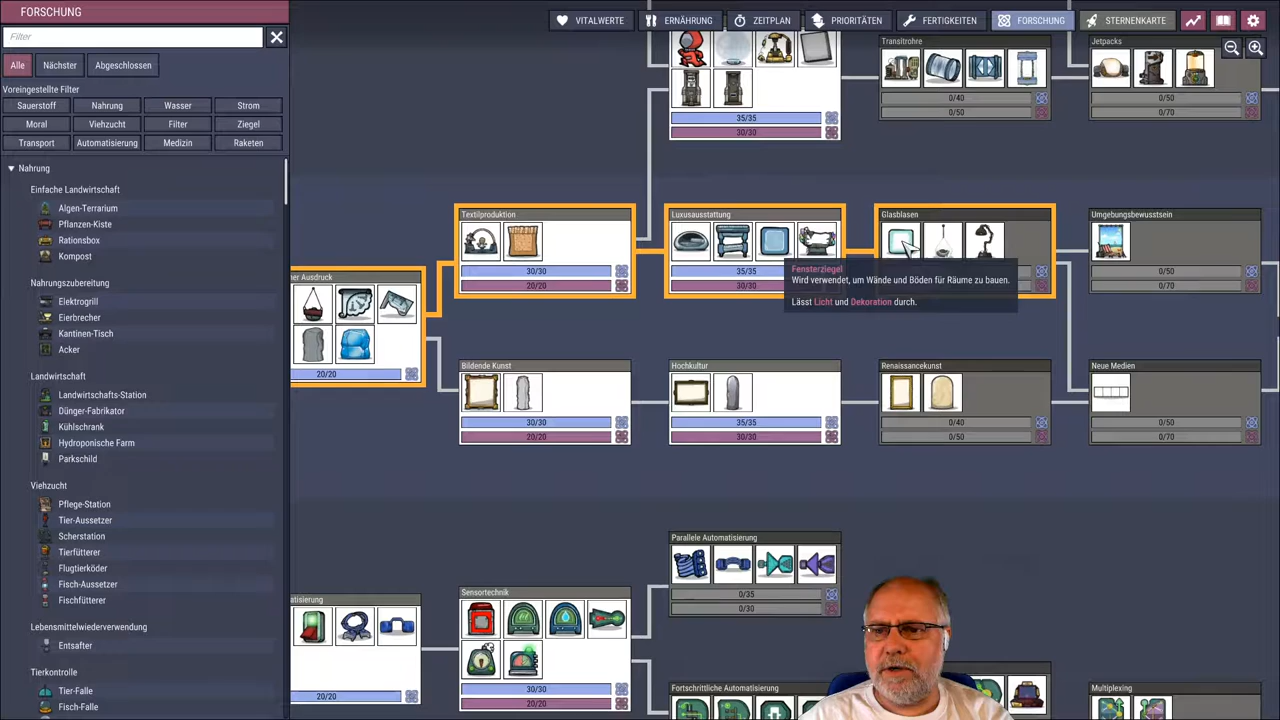 FORSCHUNG
VITALWERTE
ERNÄHRUNG
ZEITPLAN
PRIORITÄTEN
FERTIGKEITEN
FORSCHUNG
STERNENKARTE
Filter
Alle
Nächster
Abgeschlossen
Voreingestellte Filter
Sauerstoff
Nahrung
Wasser
Strom
Moral
Viehzucht
Filter
Ziegel
Transport
Automatisierung
Medizin
Raketen
Nahrung
Einfache Landwirtschaft
Algen-Terrarium
Pflanzen-Kiste
Rationsbox
Kompost
Nahrungszubereitung
Elektrogrill
Eierbrecher
Kantinen-Tisch
Acker
Landwirtschaft
Landwirtschafts-Station
Dünger-Fabrikator
Kühlschrank
Hydroponische Farm
Parkschild
Viehzucht
Pflege-Station
Tier-Aussetzer
Scherstation
Tierfütterer
Flugtierköder
Fisch-Aussetzer
Fischfütterer
Lebensmittelwiederverwendung
Entsafter
Tierkontrolle
Tier-Falle
Fisch-Falle
35/35
30/30
Transitrohre
0/40
0/50
Jetpacks
0/50
0/70
ner Ausdruck
20/20
Textilproduktion
30/30
20/20
Luxusausstattung
35/35
30/30
Glasblasen
Fensterziegel
Wird verwendet, um Wände und Böden für Räume zu bauen.
Lässt Licht und Dekoration durch.
Umgebungsbewusstsein
0/50
0/70
Bildende Kunst
30/30
20/20
Hochkultur
35/35
30/30
Renaissancekunst
0/40
0/50
Neue Medien
0/50
0/70
atisierung
20/20
Sensortechnik
30/30
20/20
Parallele Automatisierung
0/35
0/30
Fortschrittliche Automatisierung
Multiplexing